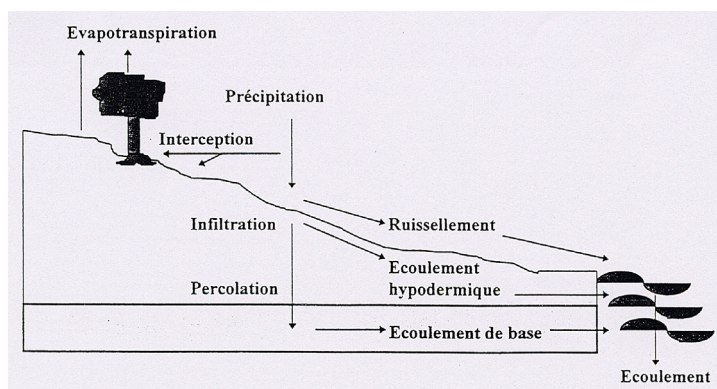 Evapotranspiration
Précipitation
Interception
Infiltration
Ruissellement
Ecoulement
hypodermique
Percolation
Ecoulement de base
Ecoulement